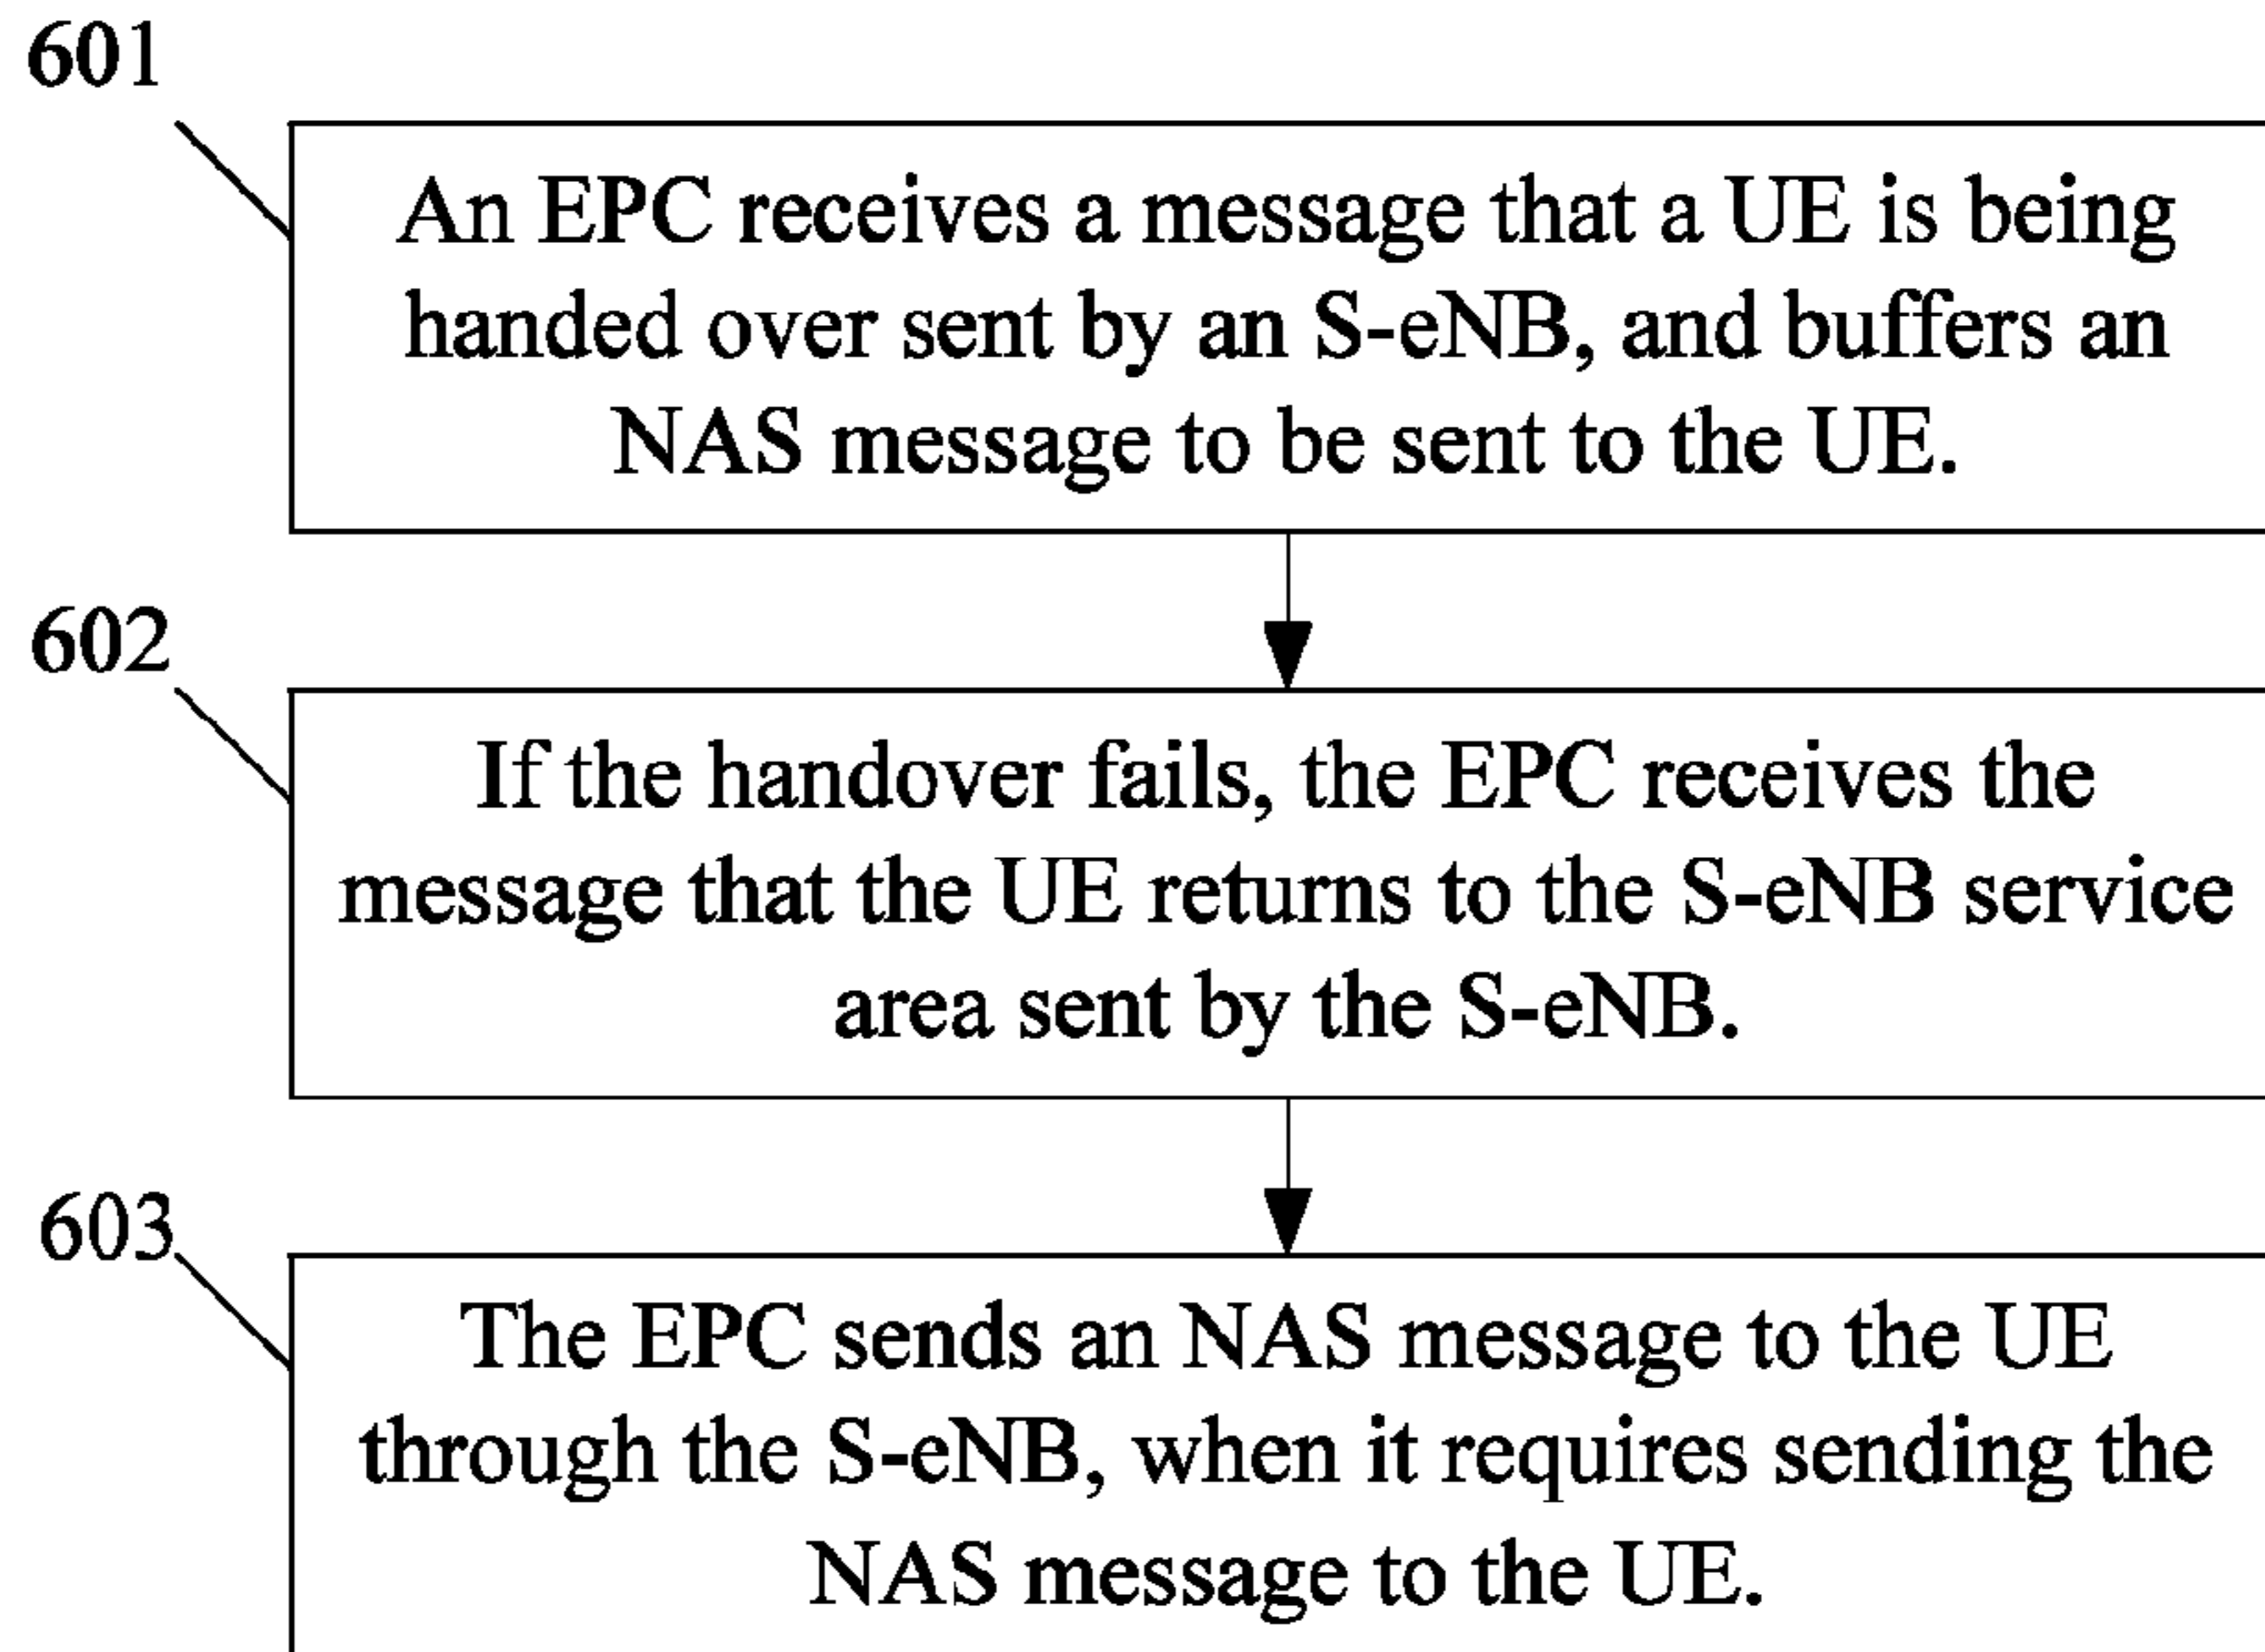 601
An EPC receives a message that a UE is being
handed over sent by an S-eNB, and buffers an
NAS message to be sent to the UE.
602
If the handover fails, the EPC receives the
message that the UE returns to the S-eNB service
area sent by the S-eNB.
603
The EPC sends an NAS message to the UE
through the S-eNB, when it requires sending the
NAS message to the UE.